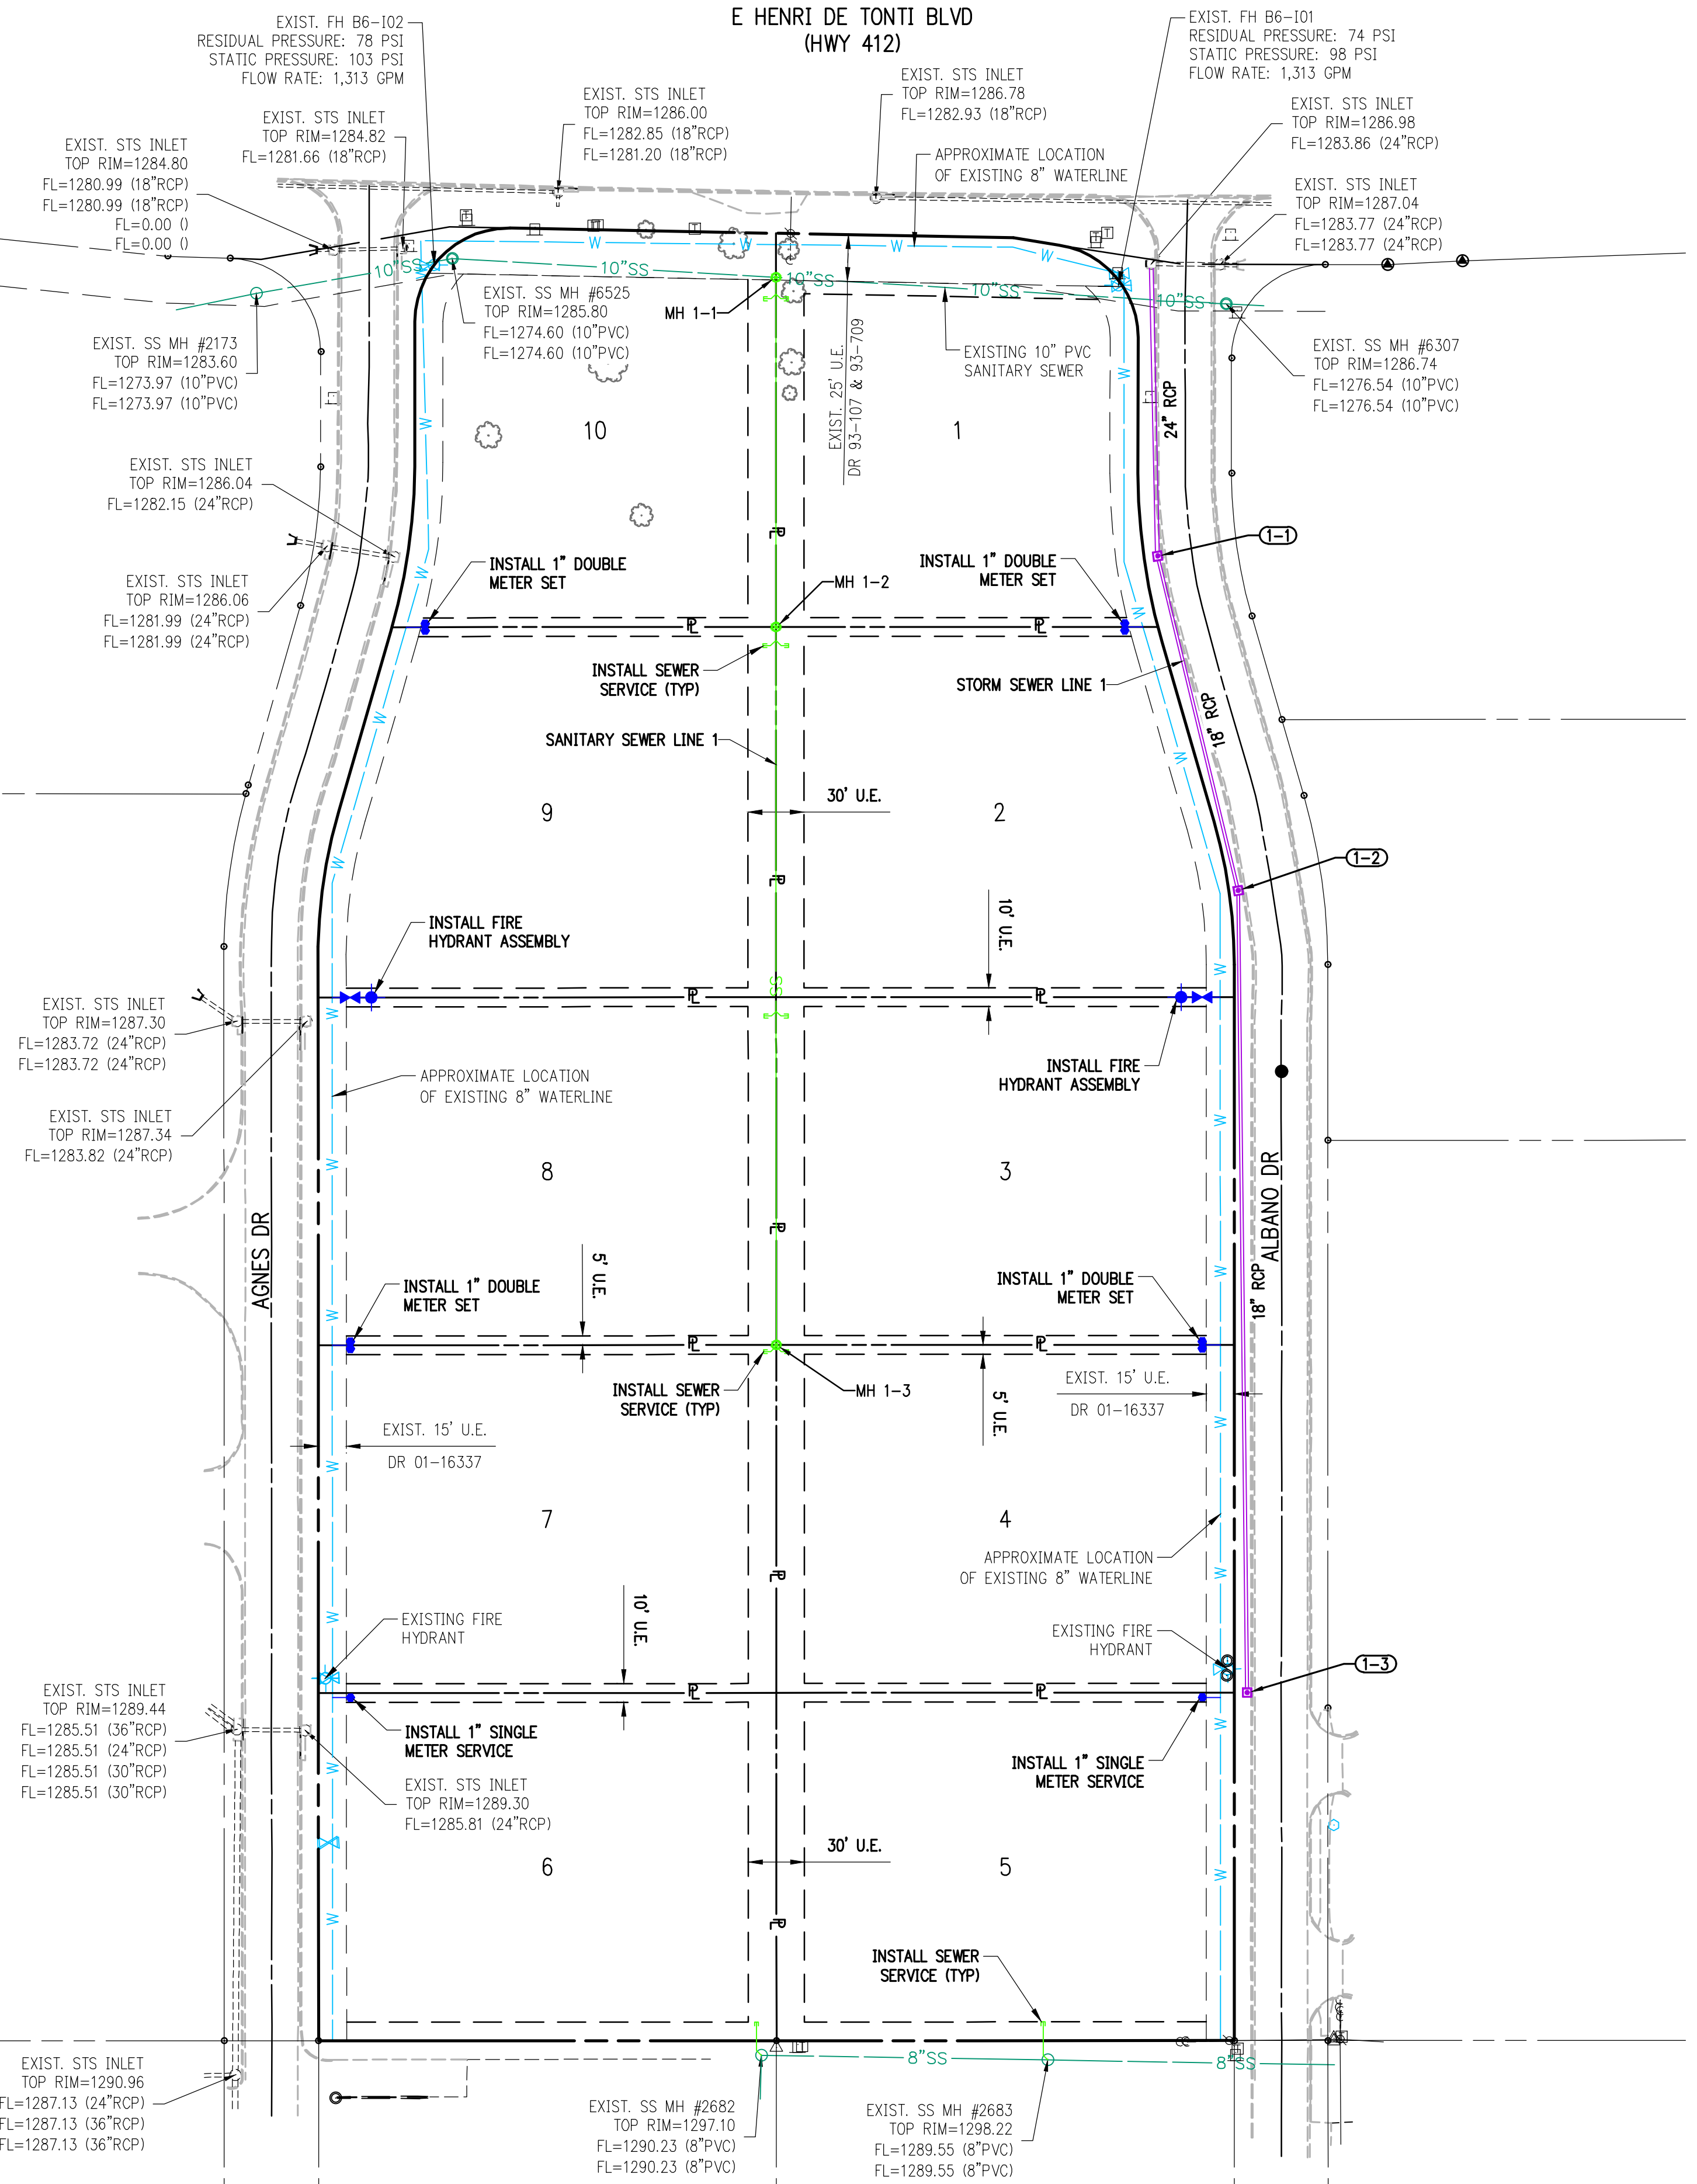 E HENRI DE TONTI BLVD
(HWY 412)
EXIST. FH B6-I02
RESIDUAL PRESSURE: 78 PSI
STATIC PRESSURE: 103 PSI
FLOW RATE: 1,313 GPM
EXIST. FH B6-I01
RESIDUAL PRESSURE: 74 PSI
STATIC PRESSURE: 98 PSI
FLOW RATE: 1,313 GPM
EXIST. STS INLET
TOP RIM=1284.80
FL=1280.99 (18"RCP)
FL=1280.99 (18"RCP)
FL=0.00 ()
FL=0.00 ()
EXIST. STS INLET
TOP RIM=1284.82
FL=1281.66 (18"RCP)
EXIST. STS INLET
TOP RIM=1286.00
FL=1282.85 (18"RCP)
FL=1281.20 (18"RCP)
EXIST. STS INLET
TOP RIM=1286.78
FL=1282.93 (18"RCP)
APPROXIMATE LOCATION
OF EXISTING 8" WATERLINE
EXIST. STS INLET
TOP RIM=1286.98
FL=1283.86 (24"RCP)
EXIST. STS INLET
TOP RIM=1287.04
FL=1283.77 (24"RCP)
FL=1283.77 (24"RCP)
W
W
W
W
10"SS
10"SS
10"SS
10"SS
10"SS
EXIST. SS MH #2173
TOP RIM=1283.60
FL=1273.97 (10"PVC)
FL=1273.97 (10"PVC)
EXIST. SS MH #6525
TOP RIM=1285.80
FL=1274.60 (10"PVC)
FL=1274.60 (10"PVC)
MH 1-1
EXIST. 25' U.E.
DR 93-107 & 93-709
EXISTING 10" PVC
SANITARY SEWER
EXIST. SS MH #6307
TOP RIM=1286.74
FL=1276.54 (10"PVC)
FL=1276.54 (10"PVC)
W
W
24" RCP
10
1
EXIST. STS INLET
TOP RIM=1286.04
FL=1282.15 (24"RCP)
PL
1-1
INSTALL 1" DOUBLE
METER SET
INSTALL 1" DOUBLE
METER SET
MH 1-2
EXIST. STS INLET
TOP RIM=1286.06
FL=1281.99 (24"RCP)
FL=1281.99 (24"RCP)
W
W
PL
PL
INSTALL SEWER
SERVICE (TYP)
STORM SEWER LINE 1
18" RCP
W
W
SANITARY SEWER LINE 1
9
30' U.E.
2
1-2
W
PL
INSTALL FIRE
HYDRANT ASSEMBLY
10' U.E.
W
SS
PL
PL
EXIST. STS INLET
TOP RIM=1287.30
FL=1283.72 (24"RCP)
FL=1283.72 (24"RCP)
W
APPROXIMATE LOCATION
OF EXISTING 8" WATERLINE
INSTALL FIRE
HYDRANT ASSEMBLY
EXIST. STS INLET
TOP RIM=1287.34
FL=1283.82 (24"RCP)
W
W
8
3
ALBANO DR
AGNES DR
PL
5' U.E.
INSTALL 1" DOUBLE
METER SET
INSTALL 1" DOUBLE
METER SET
W
W
18" RCP
PL
PL
INSTALL SEWER
SERVICE (TYP)
MH 1-3
5' U.E.
EXIST. 15' U.E.
DR 01-16337
EXIST. 15' U.E.
DR 01-16337
W
W
7
4
APPROXIMATE LOCATION
OF EXISTING 8" WATERLINE
PL
W
W
10' U.E.
EXISTING FIRE
HYDRANT
EXISTING FIRE
HYDRANT
1-3
EXIST. STS INLET
TOP RIM=1289.44
FL=1285.51 (36"RCP)
FL=1285.51 (24"RCP)
FL=1285.51 (30"RCP)
FL=1285.51 (30"RCP)
PL
PL
INSTALL 1" SINGLE
METER SERVICE
INSTALL 1" SINGLE
METER SERVICE
W
W
EXIST. STS INLET
TOP RIM=1289.30
FL=1285.81 (24"RCP)
6
30' U.E.
5
W
W
PL
INSTALL SEWER
SERVICE (TYP)
8"SS
8"SS
EXIST. STS INLET
TOP RIM=1290.96
FL=1287.13 (24"RCP)
FL=1287.13 (36"RCP)
FL=1287.13 (36"RCP)
EXIST. SS MH #2682
TOP RIM=1297.10
FL=1290.23 (8"PVC)
FL=1290.23 (8"PVC)
EXIST. SS MH #2683
TOP RIM=1298.22
FL=1289.55 (8"PVC)
FL=1289.55 (8"PVC)